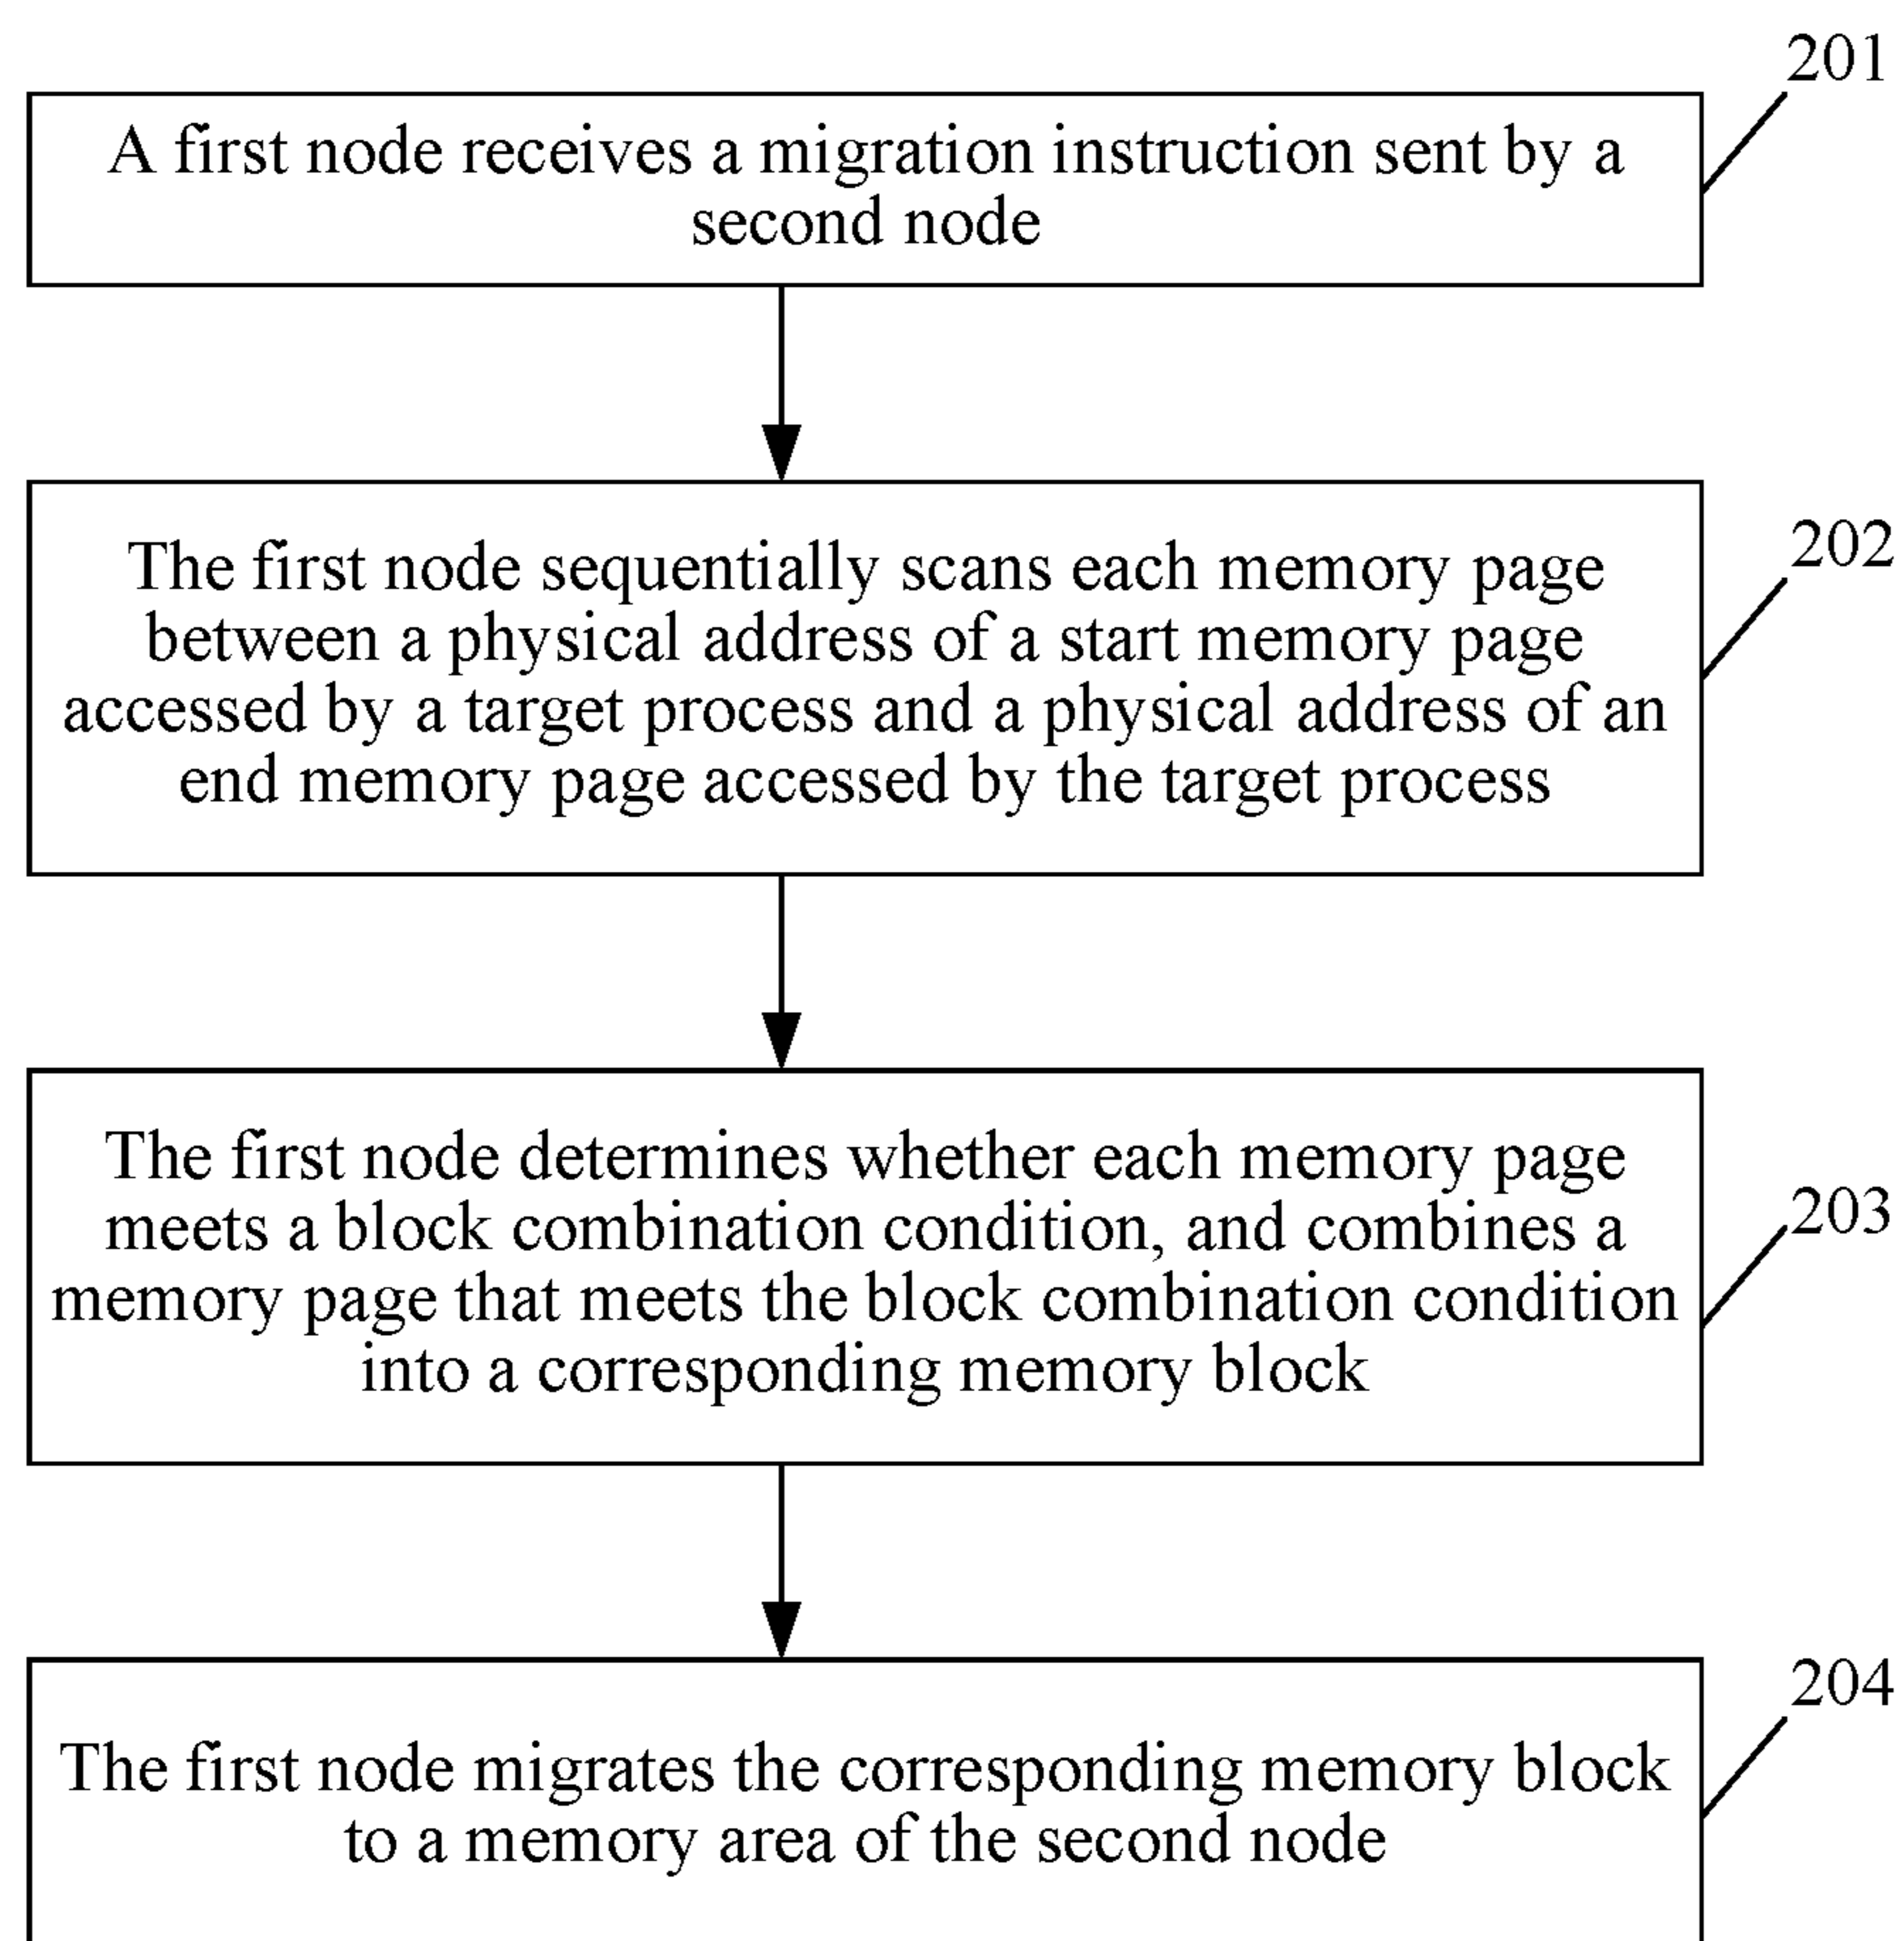 201
A first node receives a migration instruction sent by a
second node
202
The first node sequentially scans each memory page
between a physical address of a start memory page
accessed by a target process and a physical address of an
end memory page accessed by the target process
203
The first node determines whether each memory page
meets a block combination condition, and combines a
memory page that meets the block combination condition
into a corresponding memory block
204
The first node migrates the corresponding memory block
to a memory area of the second node